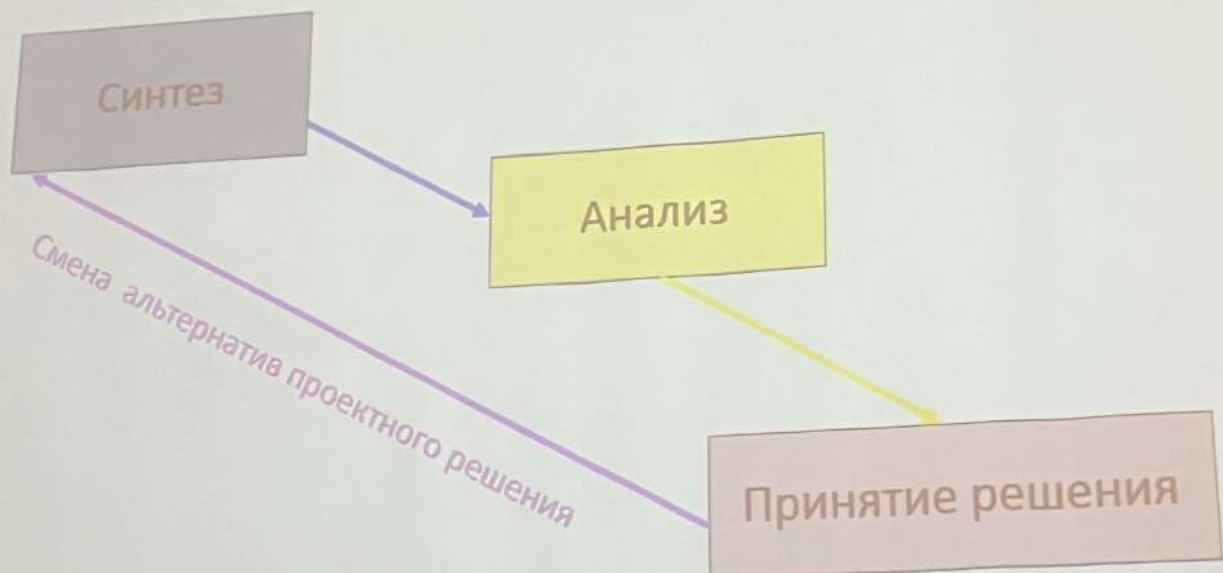 Синтез
Анализ
Смена альтернатив проектного решения
Принятие решения